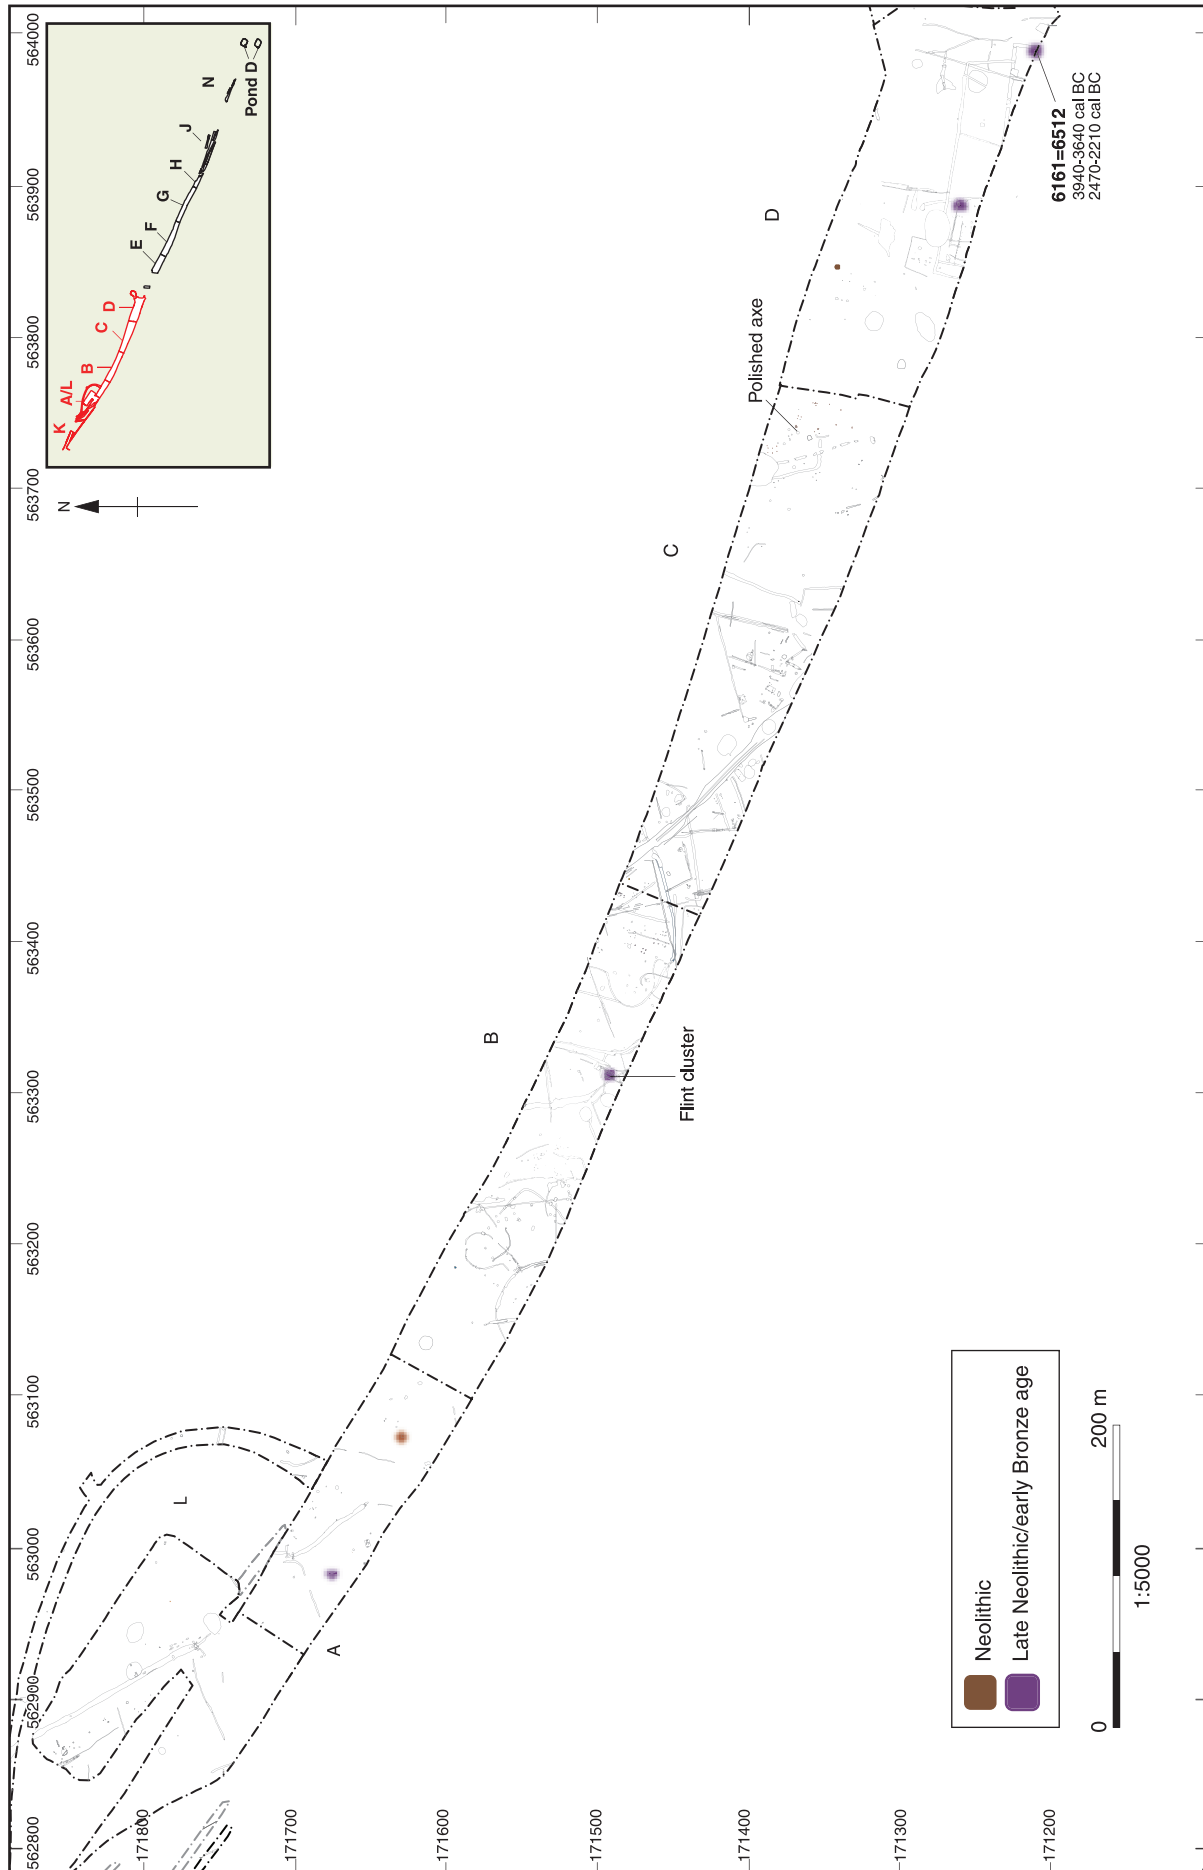 564000
563900
563800
563700
563600
563500
563400
563300
563200
563100
563000
562900
562800
171800
171700
171600
171500
171400
171300
171200
K
A/L
B
C
D
E
F
G
H
J
N
Pond D
N
L
A
B
C
D
Flint cluster
Polished axe
6161=6512
3940-3640 cal BC
2470-2210 cal BC
Neolithic
Late Neolithic/early Bronze age
0
200 m
1:5000